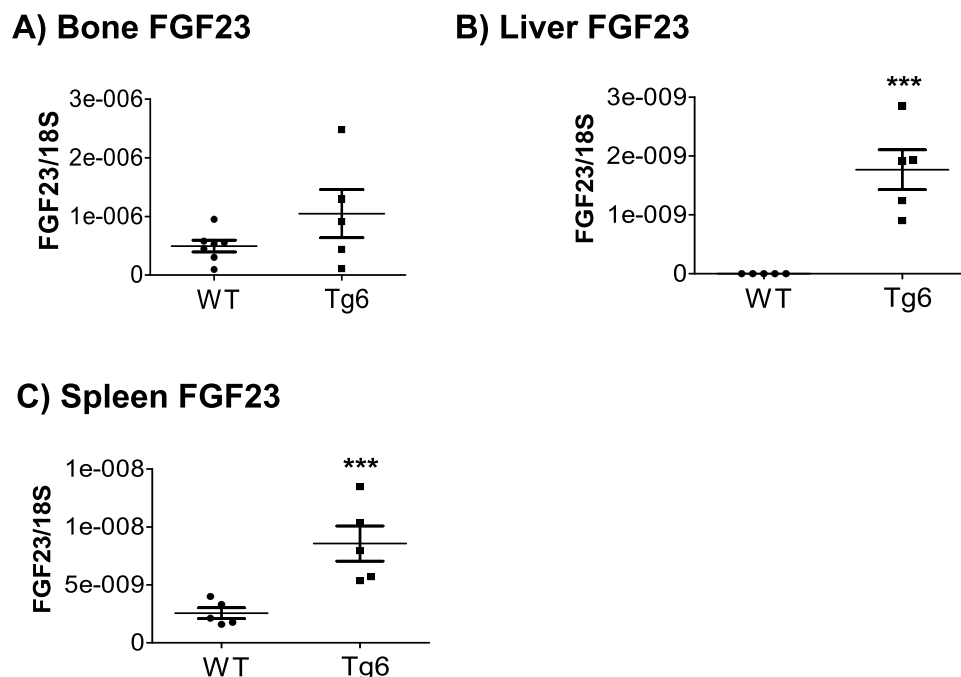 A) Bone FGF23
FGF23/18S
3e-006
2e-006
1e-006
0
WT
Tg6
B) Liver FGF23
FGF23/18S
3e-009
2e-009
1e-009
0
***
WT
Tg6
C) Spleen FGF23
FGF23/18S
1e-008
1e-008
5e-009
0
***
WT
Tg6